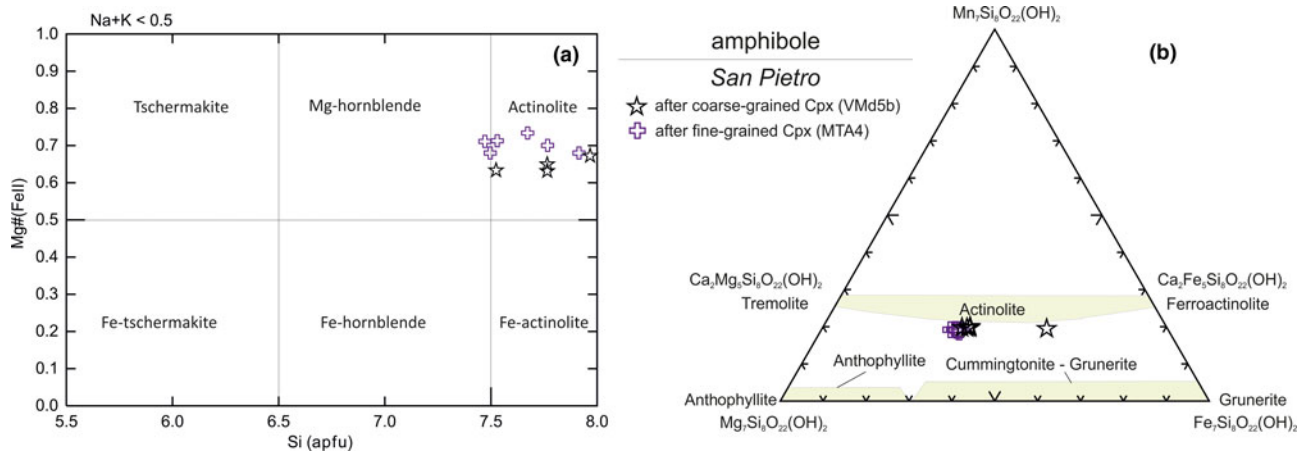 Na+K < 0.5
(a)
1.0
0.9
0.8
0.7
0.6
0.5
0.4
0.3
0.2
0.1
0.0
Mg#(FeII)
Tschermakite
Mg-hornblende
Actinolite
Fe-tschermakite
Fe-hornblende
Fe-actinolite
5.5
6.0
6.5
7.0
7.5
8.0
Si (apfu)
amphibole
San Pietro
after coarse-grained Cpx (VMd5b)
after fine-grained Cpx (MTA4)
(b)
Mn₇Si₈O₂₂(OH)₂
Ca₂Mg₅Si₈O₂₂(OH)₂
Tremolite
Ca₂Fe₅Si₈O₂₂(OH)₂
Ferroactinolite
Actinolite
Anthophyllite
Cummingtonite - Grunerite
Anthophyllite
Mg₇Si₈O₂₂(OH)₂
Grunerite
Fe₇Si₈O₂₂(OH)₂